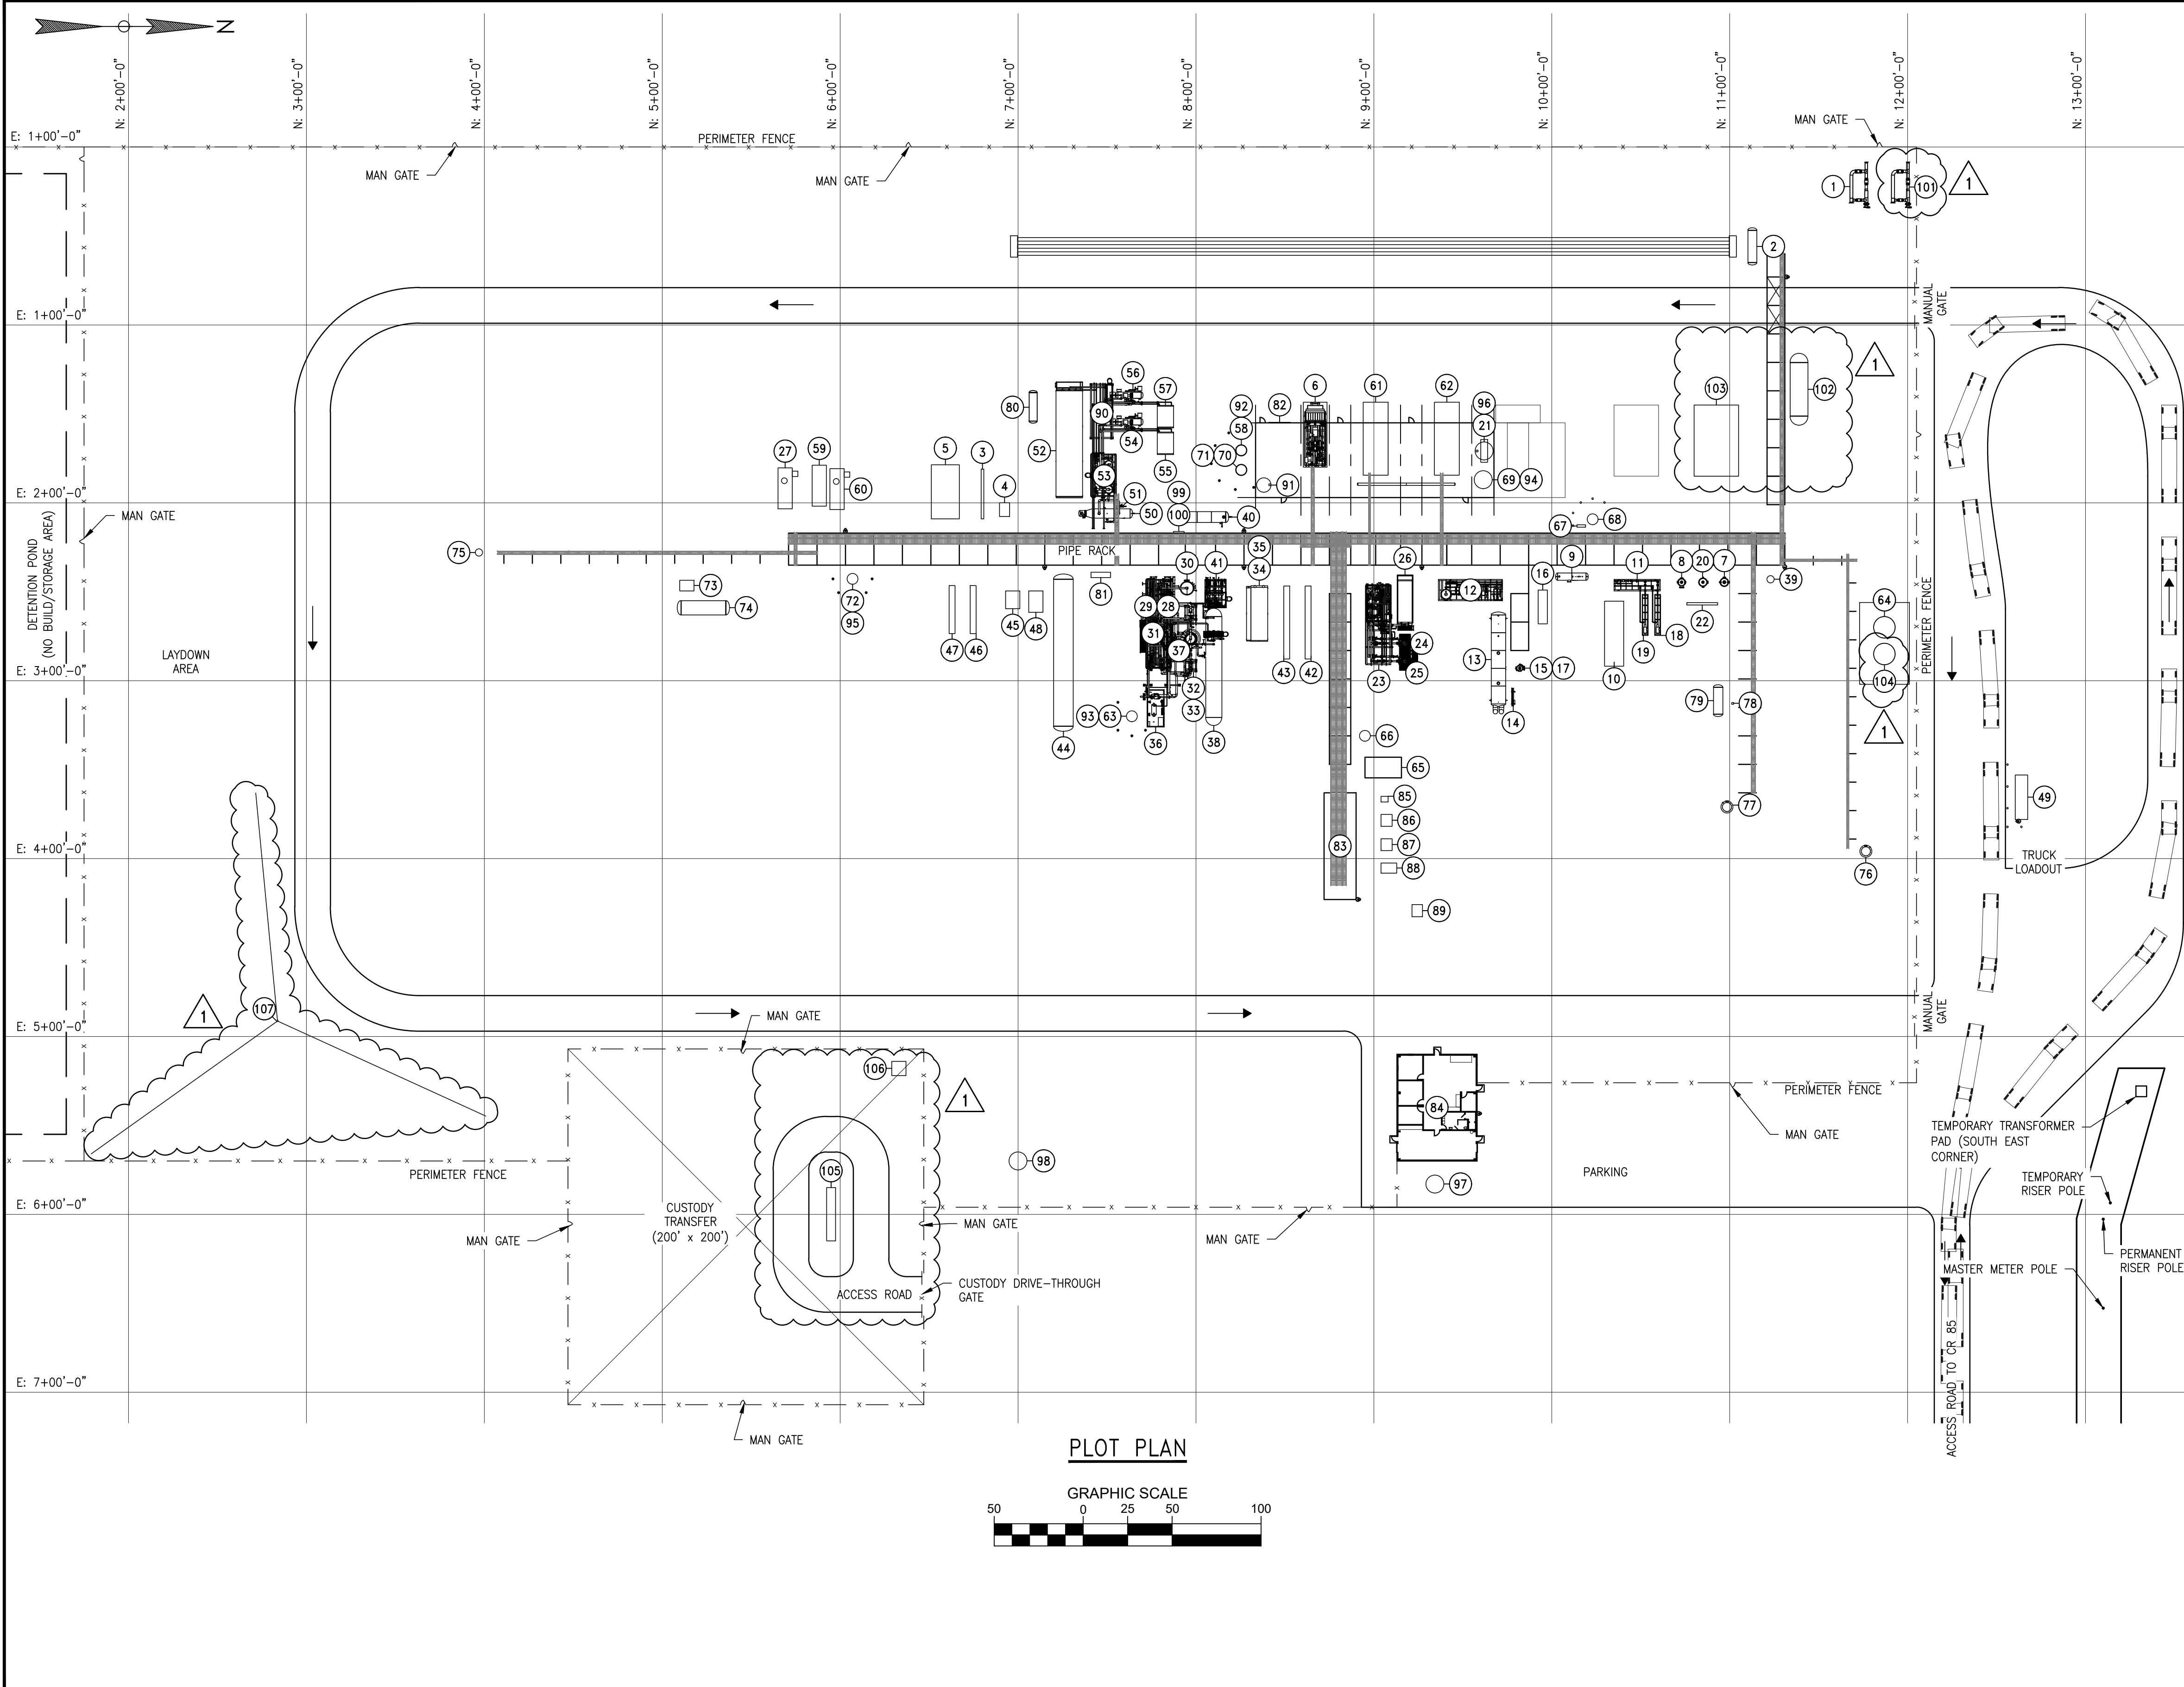 N
N: 2+00'-0"
N: 3+00'-0"
N: 4+00'-0"
N: 5+00'-0"
N: 6+00'-0"
N: 7+00'-0"
N: 8+00'-0"
N: 9+00'-0"
N: 10+00'-0"
N: 11+00'-0"
N: 12+00'-0"
N: 13+00'-0"
E: 1+00'-0"
PERIMETER FENCE
MAN GATE
MAN GATE
MAN GATE
1
101
1
2
E: 1+00'-0"
MANUAL
GATE
1
103
102
80
52
90
56
57
54
55
53
51
50
99
100
40
92
58
71
70
82
91
6
61
62
96
21
69
94
27
59
60
5
3
4
E: 2+00'-0"
MAN GATE
DETENTION POND
(NO BUILD/STORAGE AREA)
75
PIPE RACK
67
68
73
74
72
95
81
30
41
35
34
26
12
9
16
11
8
20
7
39
47
46
45
48
29
28
31
37
32
33
43
42
24
25
23
13
15
17
14
10
19
18
22
64
104
1
PERIMETER FENCE
LAYDOWN
AREA
E: 3+00'-0"
44
93
63
36
38
66
65
79
78
77
85
86
87
88
89
83
49
76
E: 4+00'-0"
TRUCK
LOADOUT
107
1
E: 5+00'-0"
MAN GATE
MANUAL
GATE
106
1
105
84
PERIMETER FENCE
MAN GATE
TEMPORARY TRANSFORMER
PAD (SOUTH EAST
CORNER)
PERIMETER FENCE
98
97
PARKING
TEMPORARY
RISER POLE
E: 6+00'-0"
CUSTODY
TRANSFER
(200' x 200')
MAN GATE
MAN GATE
MAN GATE
PERMANENT
RISER POLE
MASTER METER POLE
ACCESS ROAD
CUSTODY DRIVE-THROUGH
GATE
ACCESS ROAD TO CR 85
E: 7+00'-0"
MAN GATE
PLOT PLAN
GRAPHIC SCALE
50 0 25 50 100